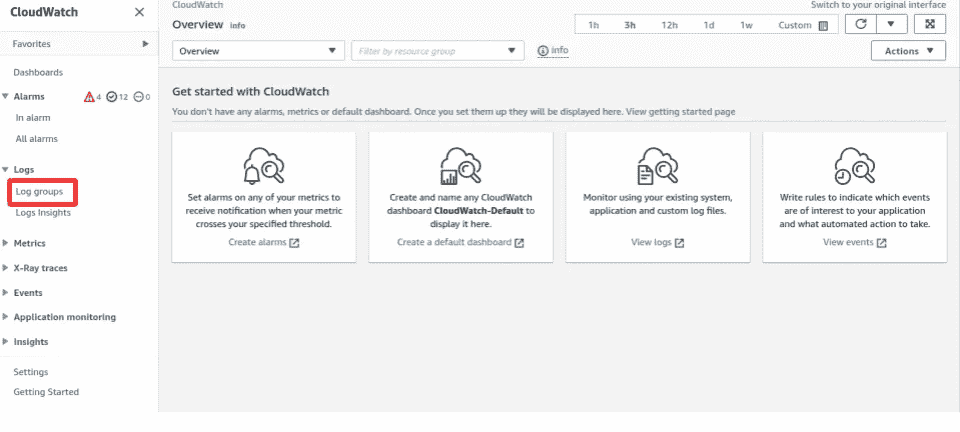 CloudWatch
Favorites
Dashboards
Alarms 4 12 0
In alarm
All alarms
Logs
Log groups
Logs Insights
Metrics
X-Ray traces
Events
Application monitoring
Insights
Settings
Getting Started
CloudWatch
Switch to your original interface
Overview Info
1h 3h 12h 1d 1w Custom
Overview
Filter by resource group
info
Actions
Get started with CloudWatch
You don't have any alarms, metrics or default dashboard. Once you set them up they will be displayed here. View getting started page
Set alarms on any of your metrics to
receive notification when your metric
crosses your specified threshold.
Create alarms
Create and name any CloudWatch
dashboard CloudWatch-Default to
display it here.
Create a default dashboard
Monitor using your existing system,
application and custom log files.
View logs
Write rules to indicate which events
are of interest to your application
and what automated action to take.
View events